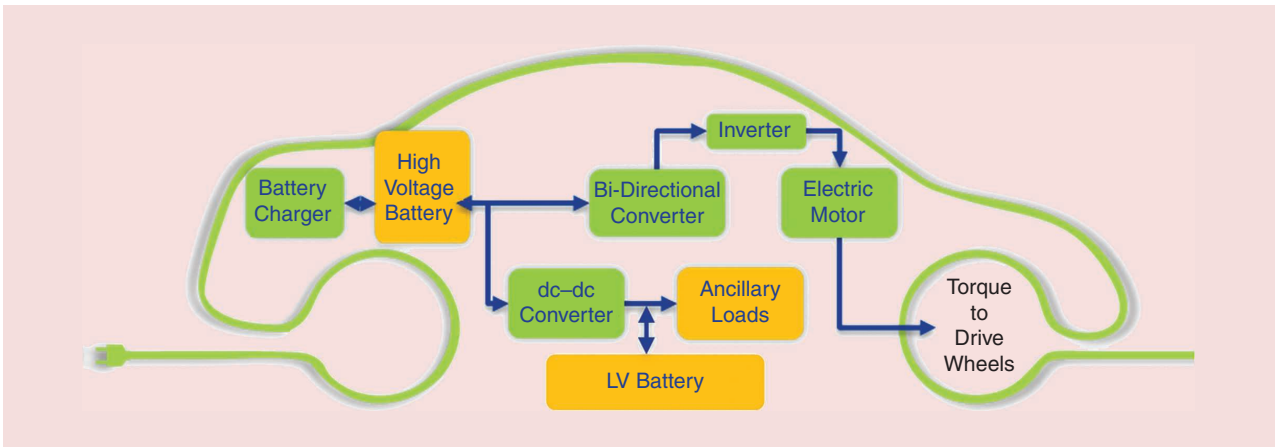 Battery
Charger
High
Voltage
Battery
Bi-Directional
Converter
Inverter
Electric
Motor
dc–dc
Converter
Ancillary
Loads
LV Battery
Torque
to
Drive
Wheels